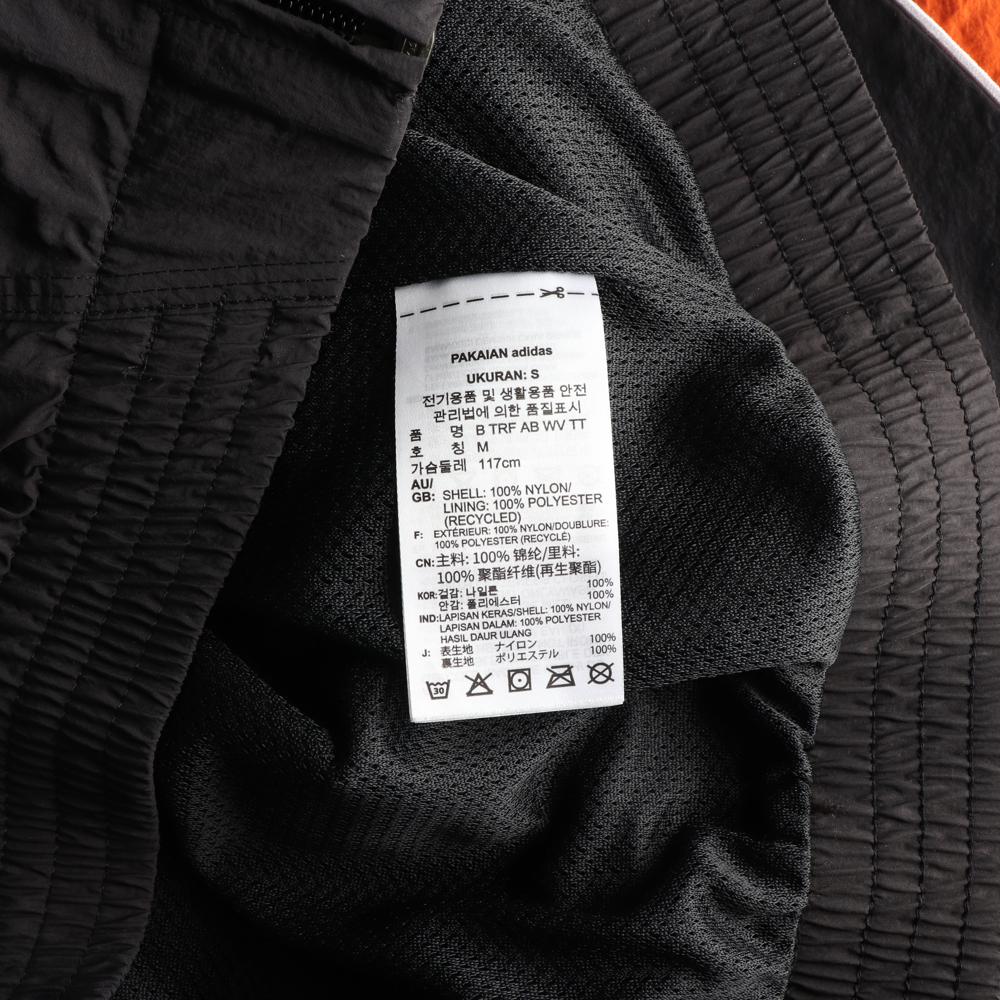 PAKAIAN adidas
UKURAN: S
전기용품 및 생활용품 안전
관리법에 의한 품질표시
품 명 B TRF AB WV TT
호 칭 M
가슴둘레 117cm
AU/
GB: SHELL: 100% NYLON/
LINING: 100% POLYESTER
(RECYCLED)
F: EXTÉRIEUR: 100% NYLON/DOUBLURE:
100% POLYESTER (RECYCLÉ)
CN: 主料: 100% 锦纶/里料:
100% 聚酯纤维(再生聚酯)
KOR: 겉감: 나일론 100%
안감: 폴리에스터 100%
IND: LAPISAN KERAS/SHELL: 100% NYLON/
LAPISAN DALAM: 100% POLYESTER
HASIL DAUR ULANG
J: 表生地 ナイロン 100%
裏生地 ポリエステル 100%
30